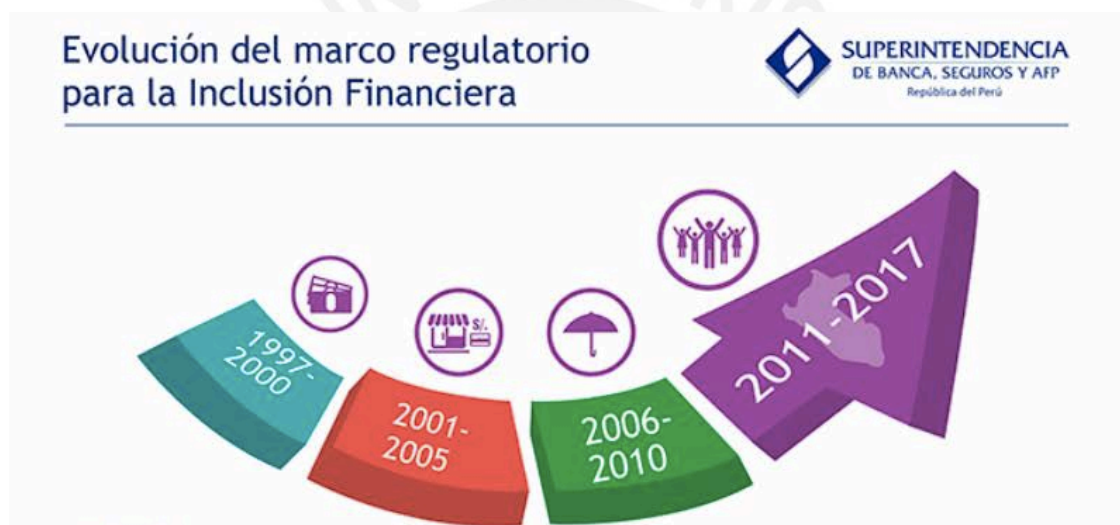 Evolución del marco regulatorio
para la Inclusión Financiera
SUPERINTENDENCIA
DE BANCA, SEGUROS Y AFP
República del Perú
1997-
2000
S/.
2001-
2005
2006-
2010
2011-2017